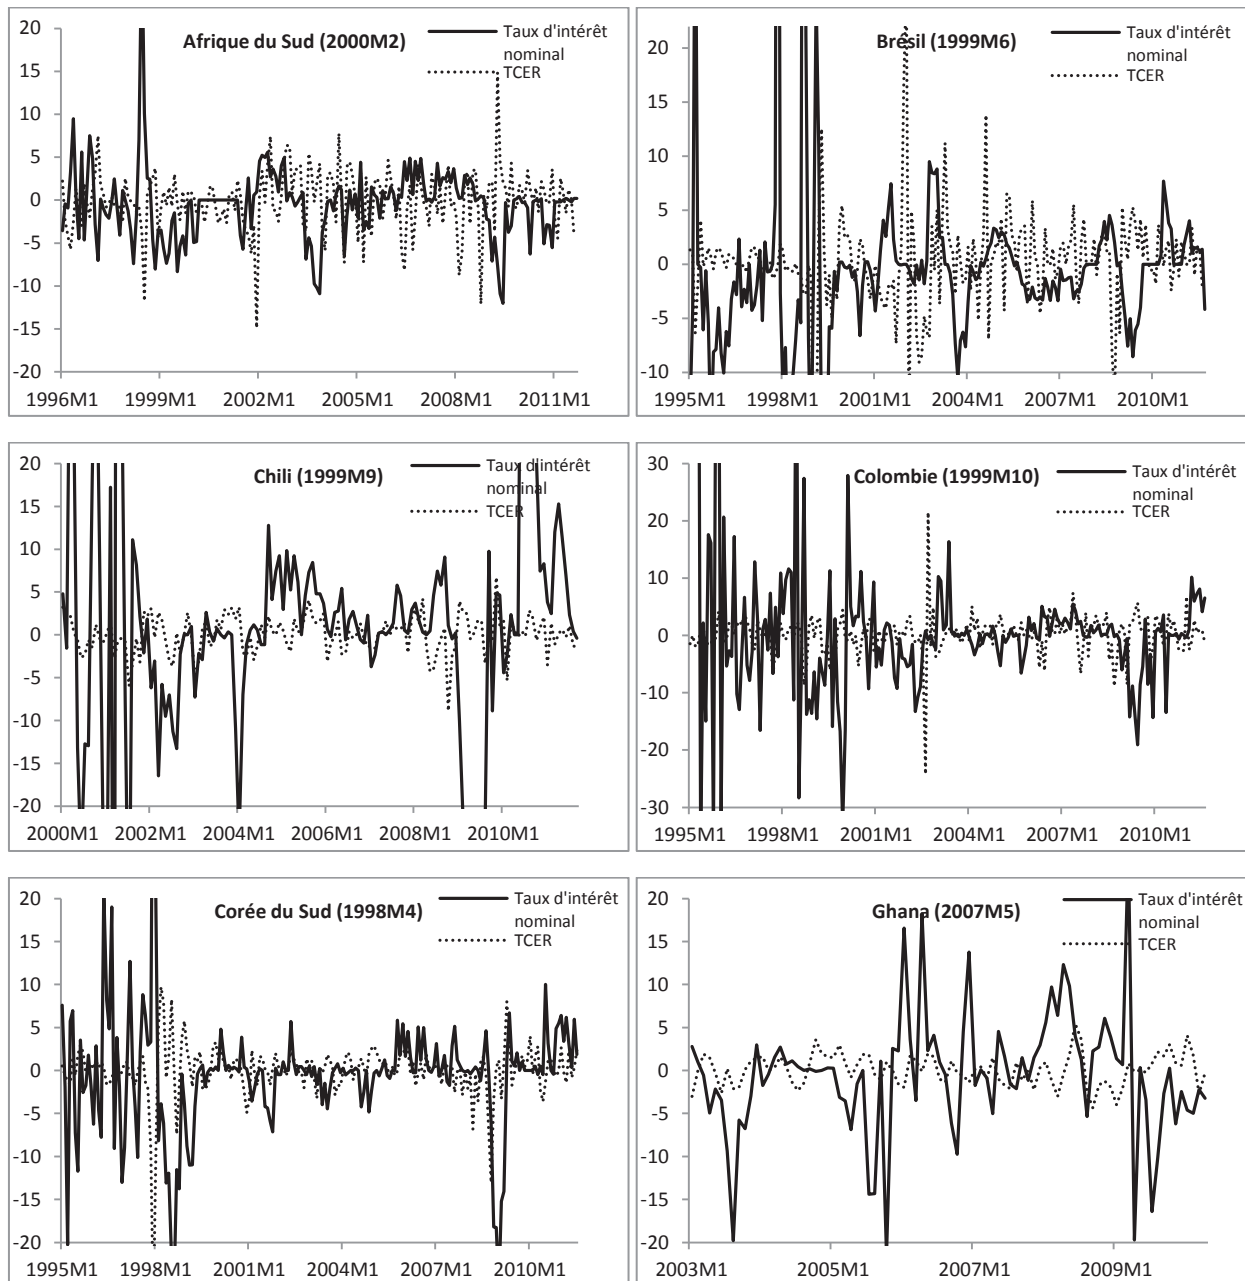 Afrique du Sud (2000M2)
Taux d'intérêt
nominal
TCER
20
15
10
5
0
-5
-10
-15
-20
1996M1 1999M1 2002M1 2005M1 2008M1 2011M1
Brésil (1999M6)
Taux d'intérêt
nominal
TCER
20
15
10
5
0
-5
-10
1995M1 1998M1 2001M1 2004M1 2007M1 2010M1
Chili (1999M9)
Taux d'intérêt
nominal
TCER
20
15
10
5
0
-5
-10
-15
-20
2000M1 2002M1 2004M1 2006M1 2008M1 2010M1
Colombie (1999M10)
Taux d'intérêt
nominal
TCER
30
20
10
0
-10
-20
-30
1995M1 1998M1 2001M1 2004M1 2007M1 2010M1
Corée du Sud (1998M4)
Taux d'intérêt
nominal
TCER
20
15
10
5
0
-5
-10
-15
-20
1995M1 1998M1 2001M1 2004M1 2007M1 2010M1
Ghana (2007M5)
Taux d'intérêt
nominal
TCER
20
15
10
5
0
-5
-10
-15
-20
2003M1 2005M1 2007M1 2009M1